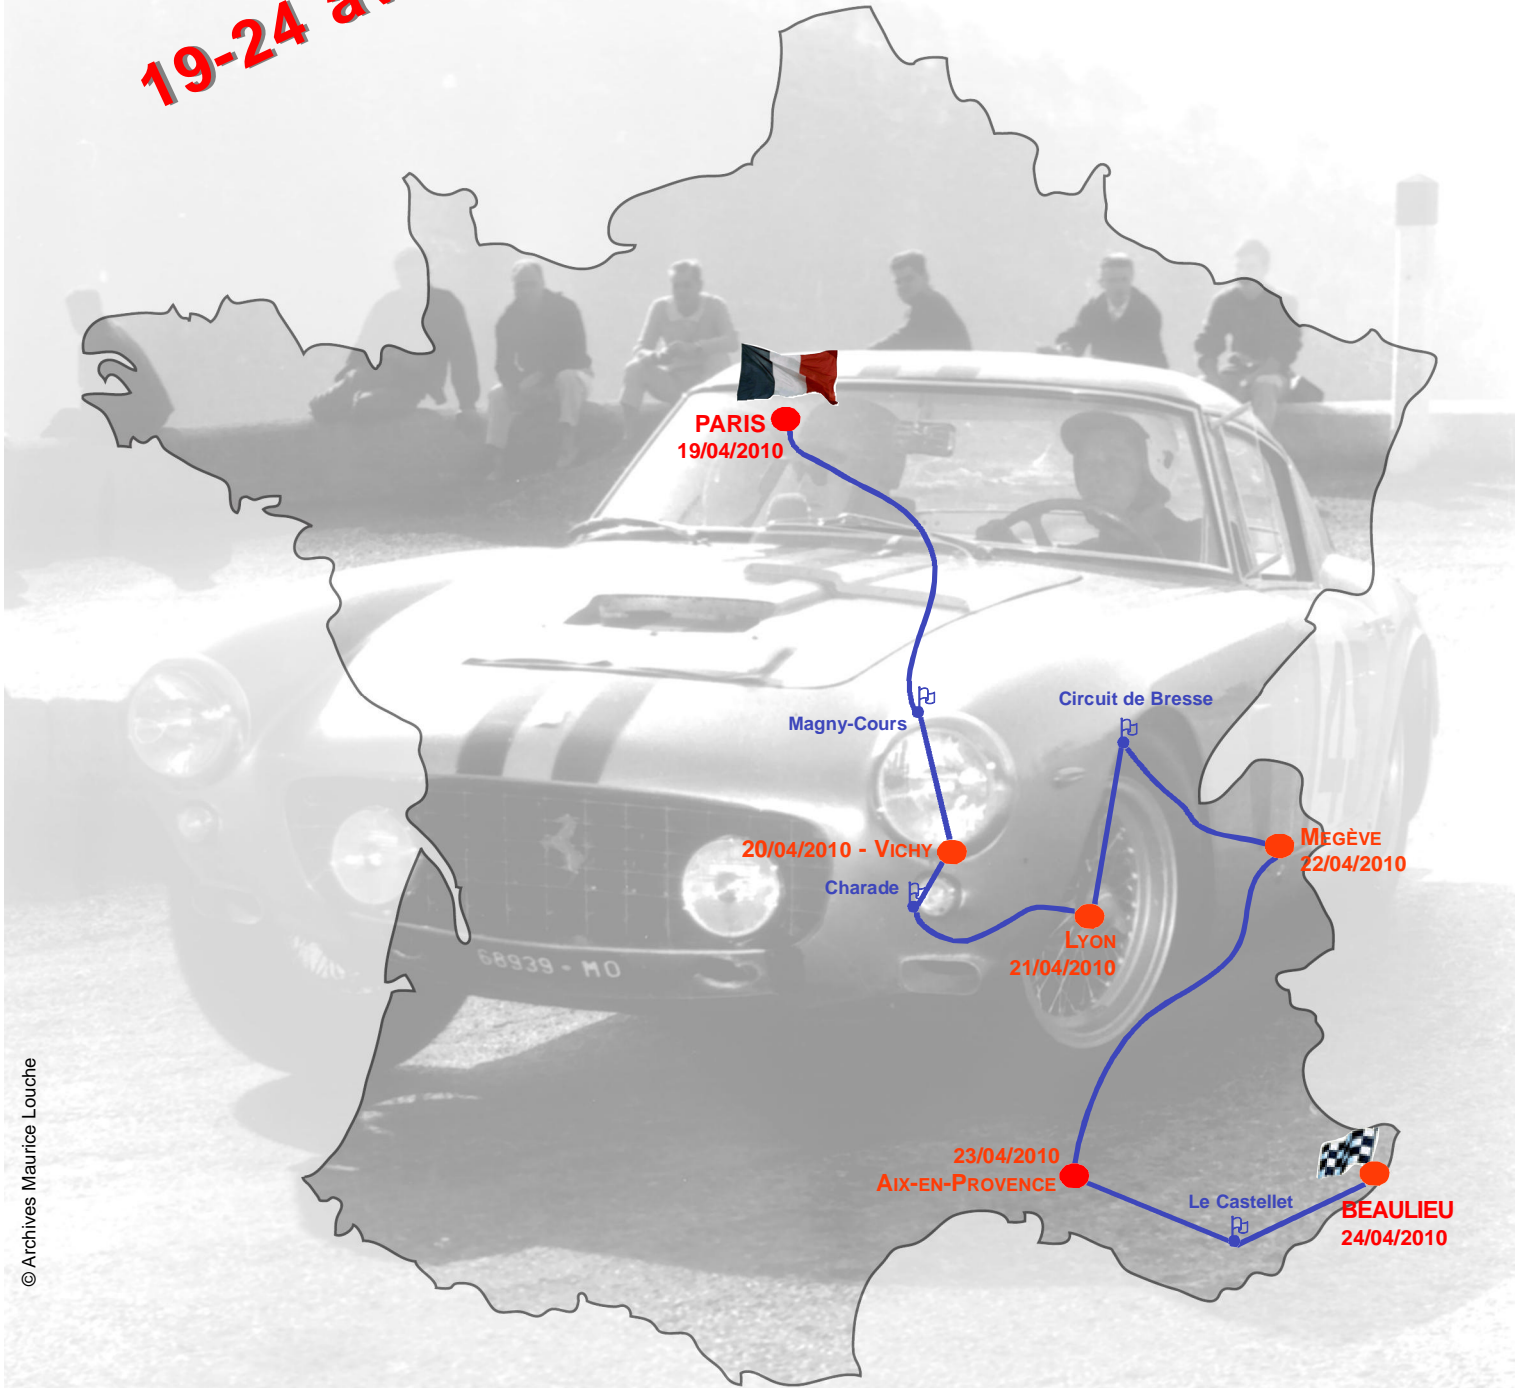 19-24
PARIS
19/04/2010
Circuit de Bresse
Magny-Cours
20/04/2010 - VICHY
MEGÈVE
22/04/2010
Charade
LYON
21/04/2010
68939 - MO
23/04/2010
AIX-EN-PROVENCE
Le Castellet
BEAULIEU
24/04/2010
© Archives Maurice Louche